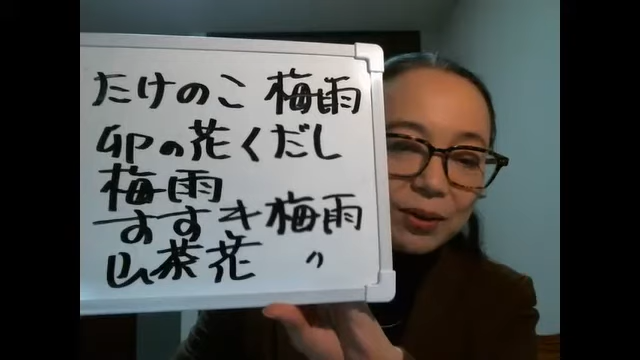 たけのこ 梅雨
卯の花くだし
梅雨
すすき梅雨
山茶花 〃